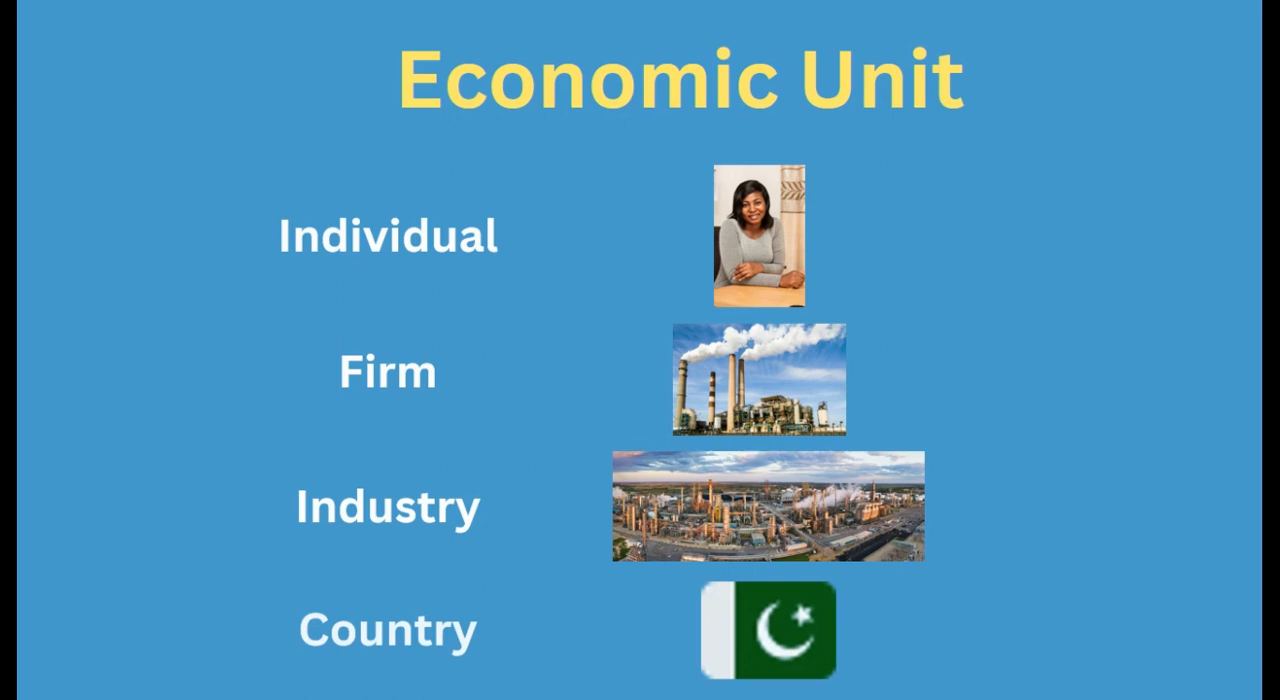 Economic Unit
Individual
Firm
Industry
Country